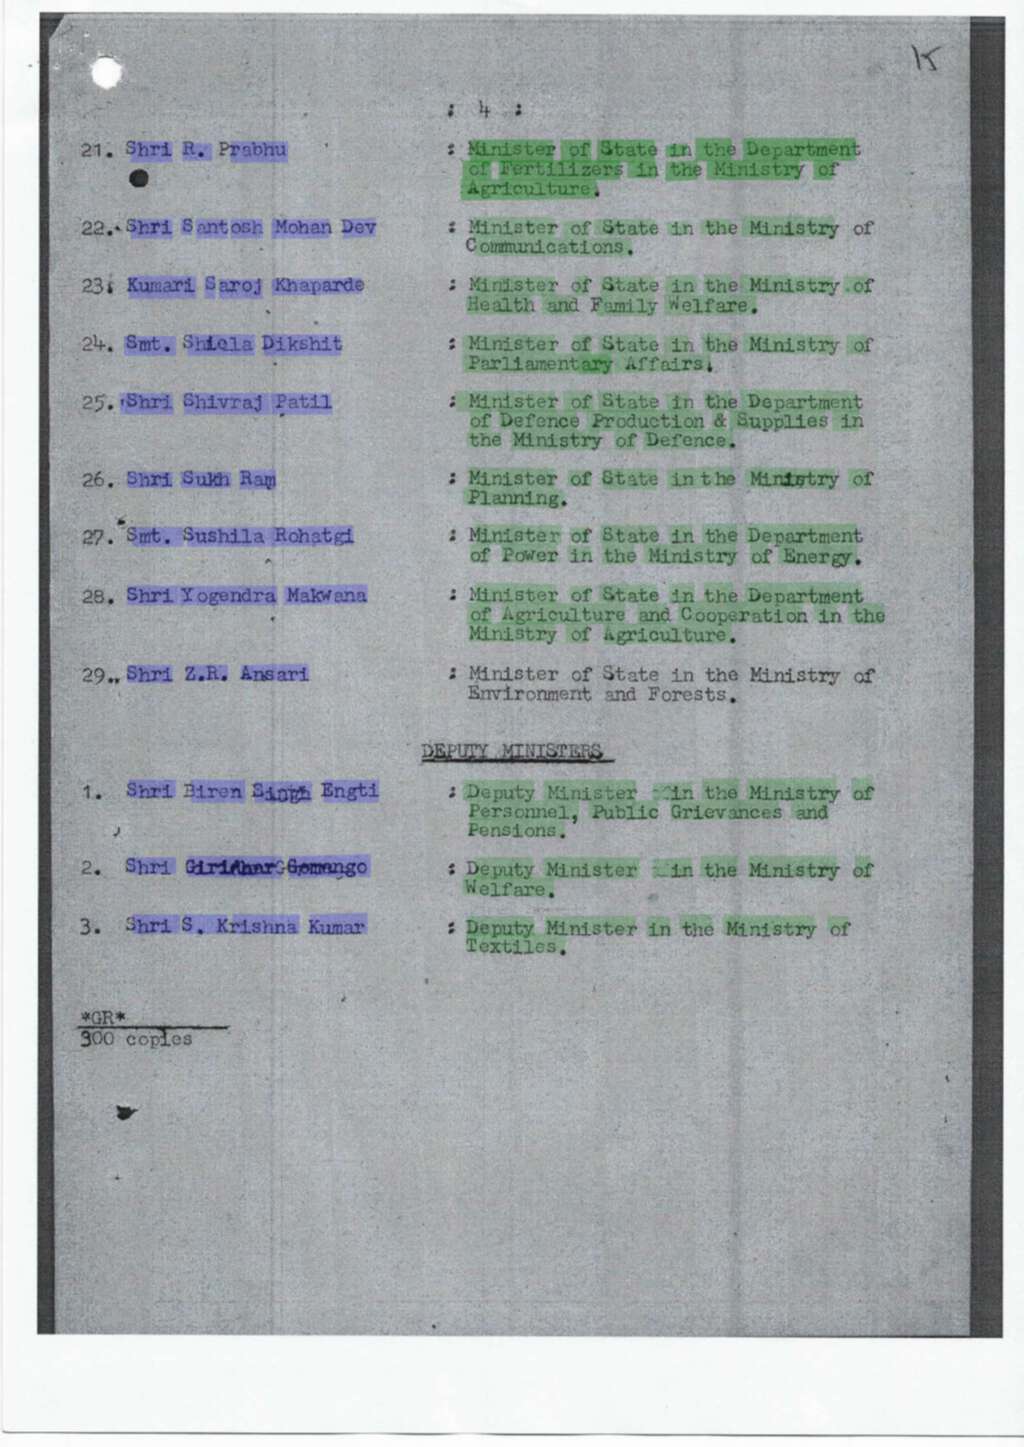 15
: 4 :
21. Shri R. Prabhu : Minister of State in the Department
of Fertilizers in the Ministry of
Agriculture.
22. Shri Santosh Mohan Dev : Minister of State in the Ministry of
Communications.
23. Kumari Saroj Khaparde : Minister of State in the Ministry of
Health and Family Welfare.
24. Smt. Shiela Dikshit : Minister of State in the Ministry of
Parliamentary Affairs.
25. Shri Shivraj Patil : Minister of State in the Department
of Defence Production & Supplies in
the Ministry of Defence.
26. Shri Sukh Ram : Minister of State in the Ministry of
Planning.
27. Smt. Sushila Rohatgi : Minister of State in the Department
of Power in the Ministry of Energy.
28. Shri Yogendra Makwana : Minister of State in the Department
of Agriculture and Cooperation in the
Ministry of Agriculture.
29. Shri Z.R. Ansari : Minister of State in the Ministry of
Environment and Forests.
DEPUTY MINISTERS
1. Shri Biren Singh Engti : Deputy Minister in the Ministry of
Personnel, Public Grievances and
Pensions.
2. Shri Giridhar Gomango : Deputy Minister in the Ministry of
Welfare.
3. Shri S. Krishna Kumar : Deputy Minister in the Ministry of
Textiles.
*GR*
300 copies